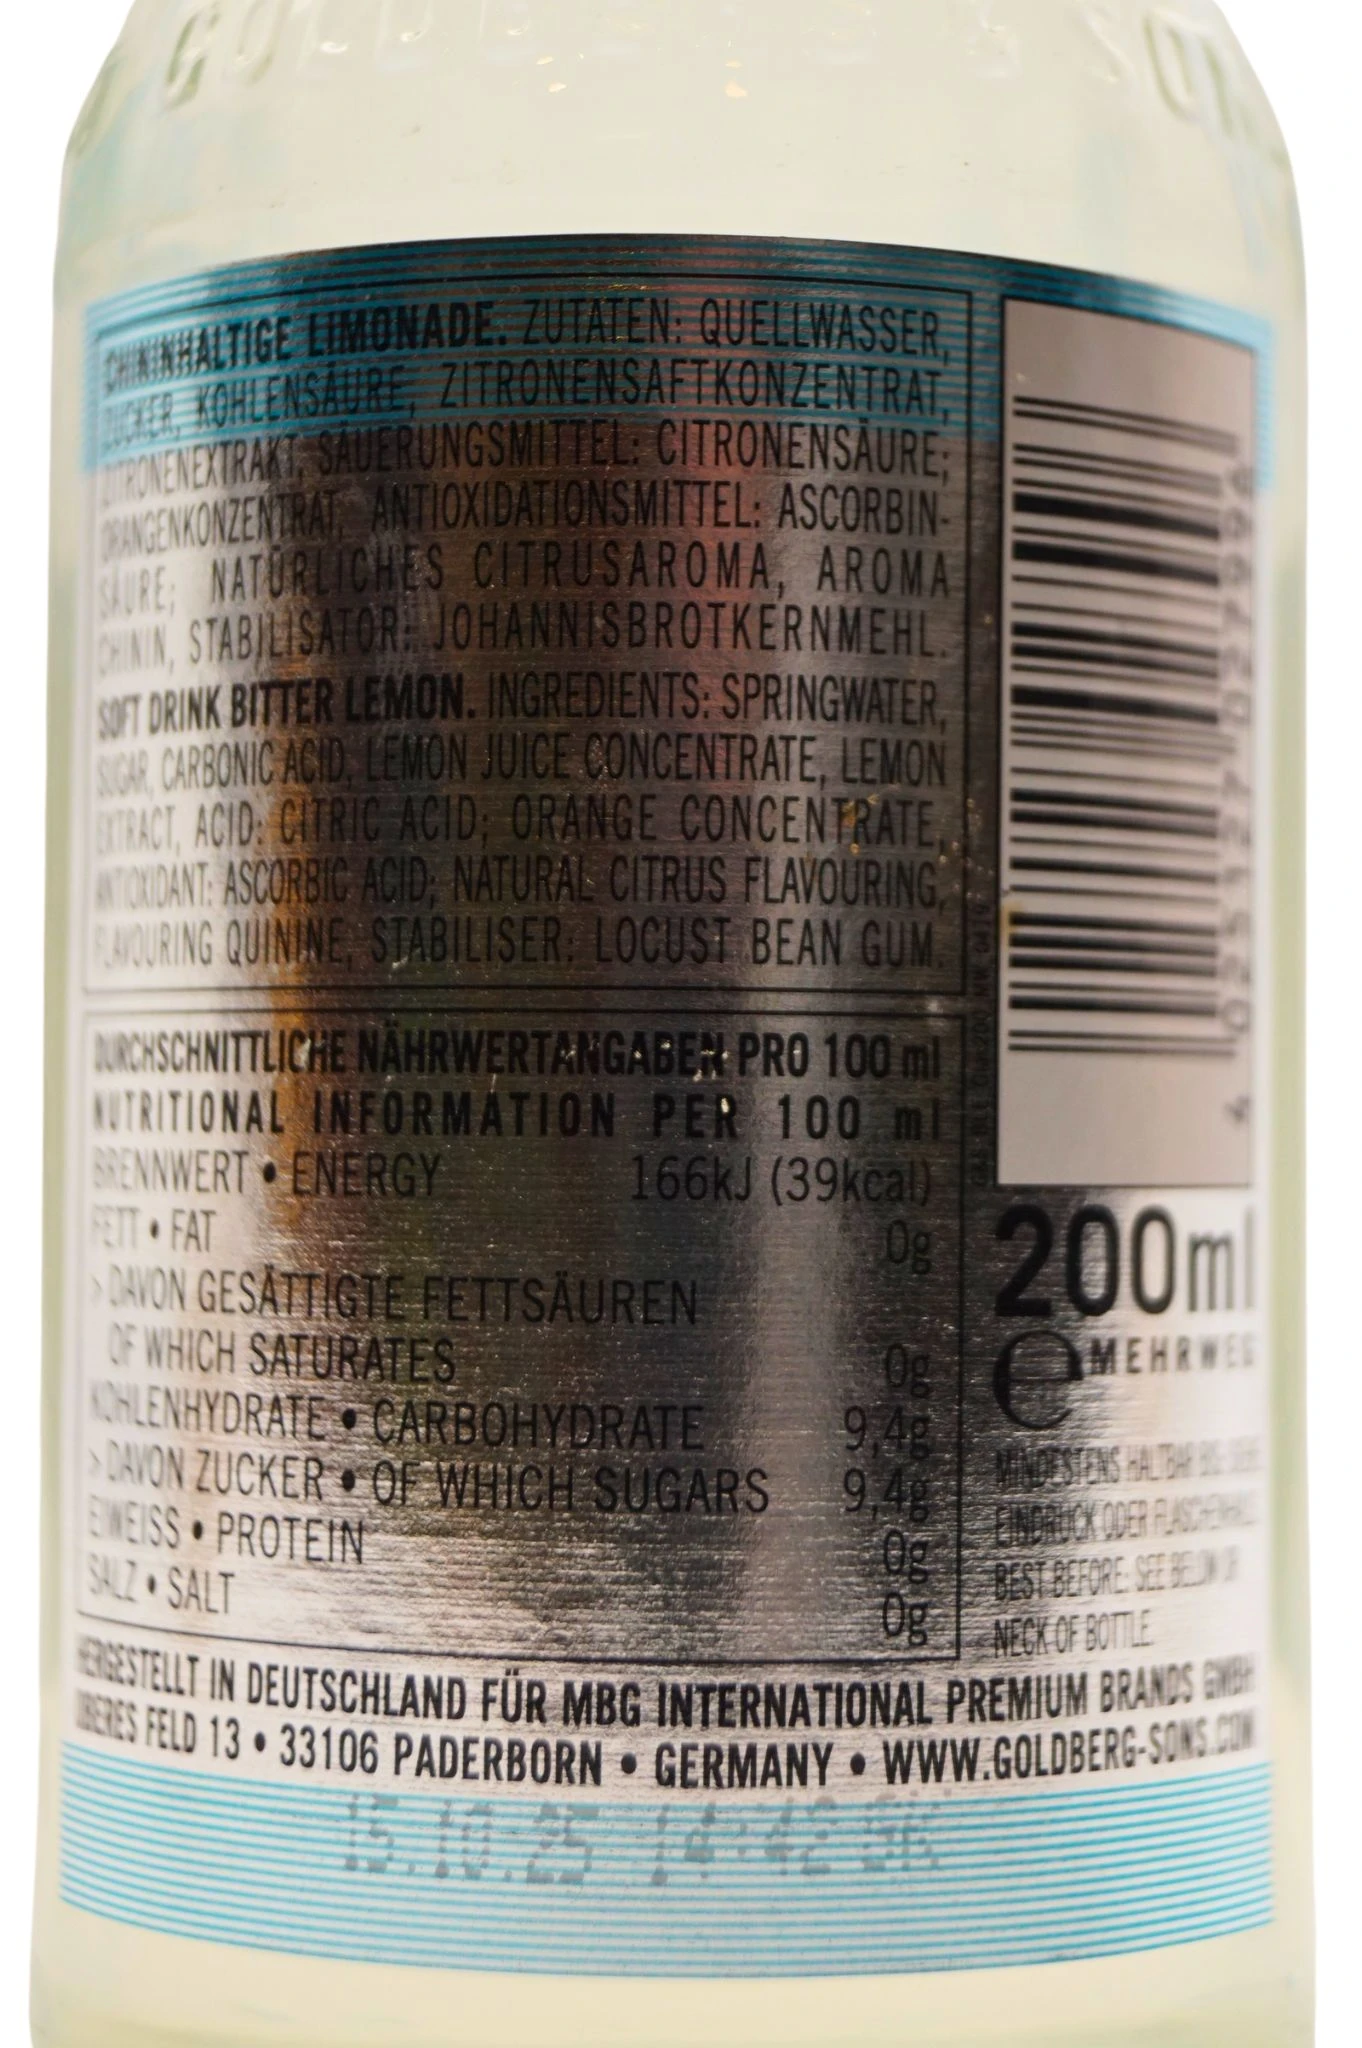 GOLDBERG
CHININHALTIGE LIMONADE. ZUTATEN: QUELLWASSER,
ZUCKER, KOHLENSÄURE, ZITRONENSAFTKONZENTRAT,
ZITRONENEXTRAKT, SÄUERUNGSMITTEL: CITRONENSÄURE;
ORANGENKONZENTRAT, ANTIOXIDATIONSMITTEL: ASCORBIN-
SÄURE; NATÜRLICHES CITRUSAROMA, AROMA
CHININ, STABILISATOR: JOHANNISBROTKERNMEHL.
SOFT DRINK BITTER LEMON. INGREDIENTS: SPRINGWATER,
SUGAR, CARBONIC ACID, LEMON JUICE CONCENTRATE, LEMON
EXTRACT, ACID: CITRIC ACID; ORANGE CONCENTRATE,
ANTIOXIDANT: ASCORBIC ACID; NATURAL CITRUS FLAVOURING,
FLAVOURING QUININE, STABILISER: LOCUST BEAN GUM.
DURCHSCHNITTLICHE NÄHRWERTANGABEN PRO 100 ml
NUTRITIONAL INFORMATION PER 100 ml
BRENNWERT • ENERGY 166kJ (39kcal)
FETT • FAT 0g
> DAVON GESÄTTIGTE FETTSÄUREN
OF WHICH SATURATES 0g
KOHLENHYDRATE • CARBOHYDRATE 9,4g
> DAVON ZUCKER • OF WHICH SUGARS 9,4g
EIWEISS • PROTEIN 0g
SALZ • SALT 0g
200ml
e MEHRWEG
MINDESTENS HALTBAR BIS: SIEHE
EINDRUCK ODER FLASCHENHALS
BEST BEFORE: SEE BELOW OR
NECK OF BOTTLE
HERGESTELLT IN DEUTSCHLAND FÜR MBG INTERNATIONAL PREMIUM BRANDS GMBH
OBERES FELD 13 • 33106 PADERBORN • GERMANY • WWW.GOLDBERG-SONS.COM
15.10.25 14:42